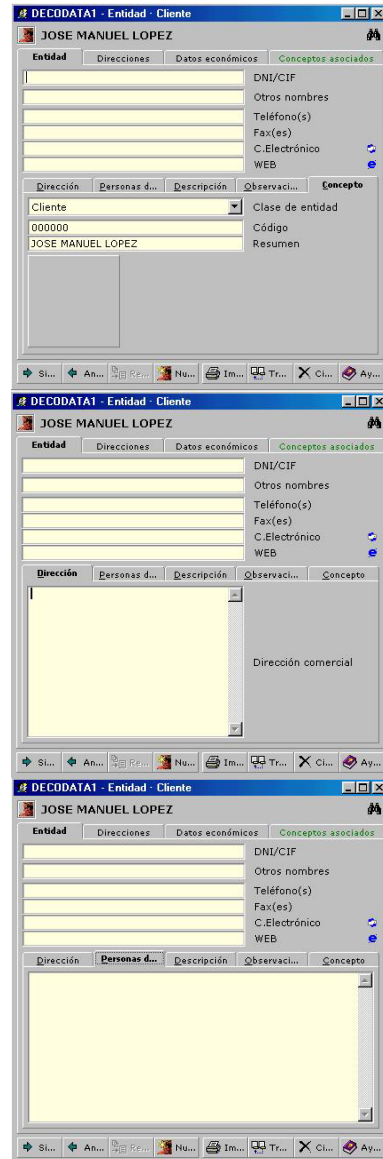 DECODATA1 - Entidad · Cliente
JOSE MANUEL LOPEZ
Entidad Direcciones Datos económicos Conceptos asociados
DNI/CIF
Otros nombres
Teléfono(s)
Fax(es)
C.Electrónico
WEB
Dirección Personas d... Descripción Observaci... Concepto
Cliente Clase de entidad
000000 Código
JOSE MANUEL LOPEZ Resumen
Si... An... Re... Nu... Im... Tr... Ci... Ay...
DECODATA1 - Entidad · Cliente
JOSE MANUEL LOPEZ
Entidad Direcciones Datos económicos Conceptos asociados
DNI/CIF
Otros nombres
Teléfono(s)
Fax(es)
C.Electrónico
WEB
Dirección Personas d... Descripción Observaci... Concepto
Dirección comercial
Si... An... Re... Nu... Im... Tr... Ci... Ay...
DECODATA1 - Entidad · Cliente
JOSE MANUEL LOPEZ
Entidad Direcciones Datos económicos Conceptos asociados
DNI/CIF
Otros nombres
Teléfono(s)
Fax(es)
C.Electrónico
WEB
Dirección Personas d... Descripción Observaci... Concepto
Si... An... Re... Nu... Im... Tr... Ci... Ay...